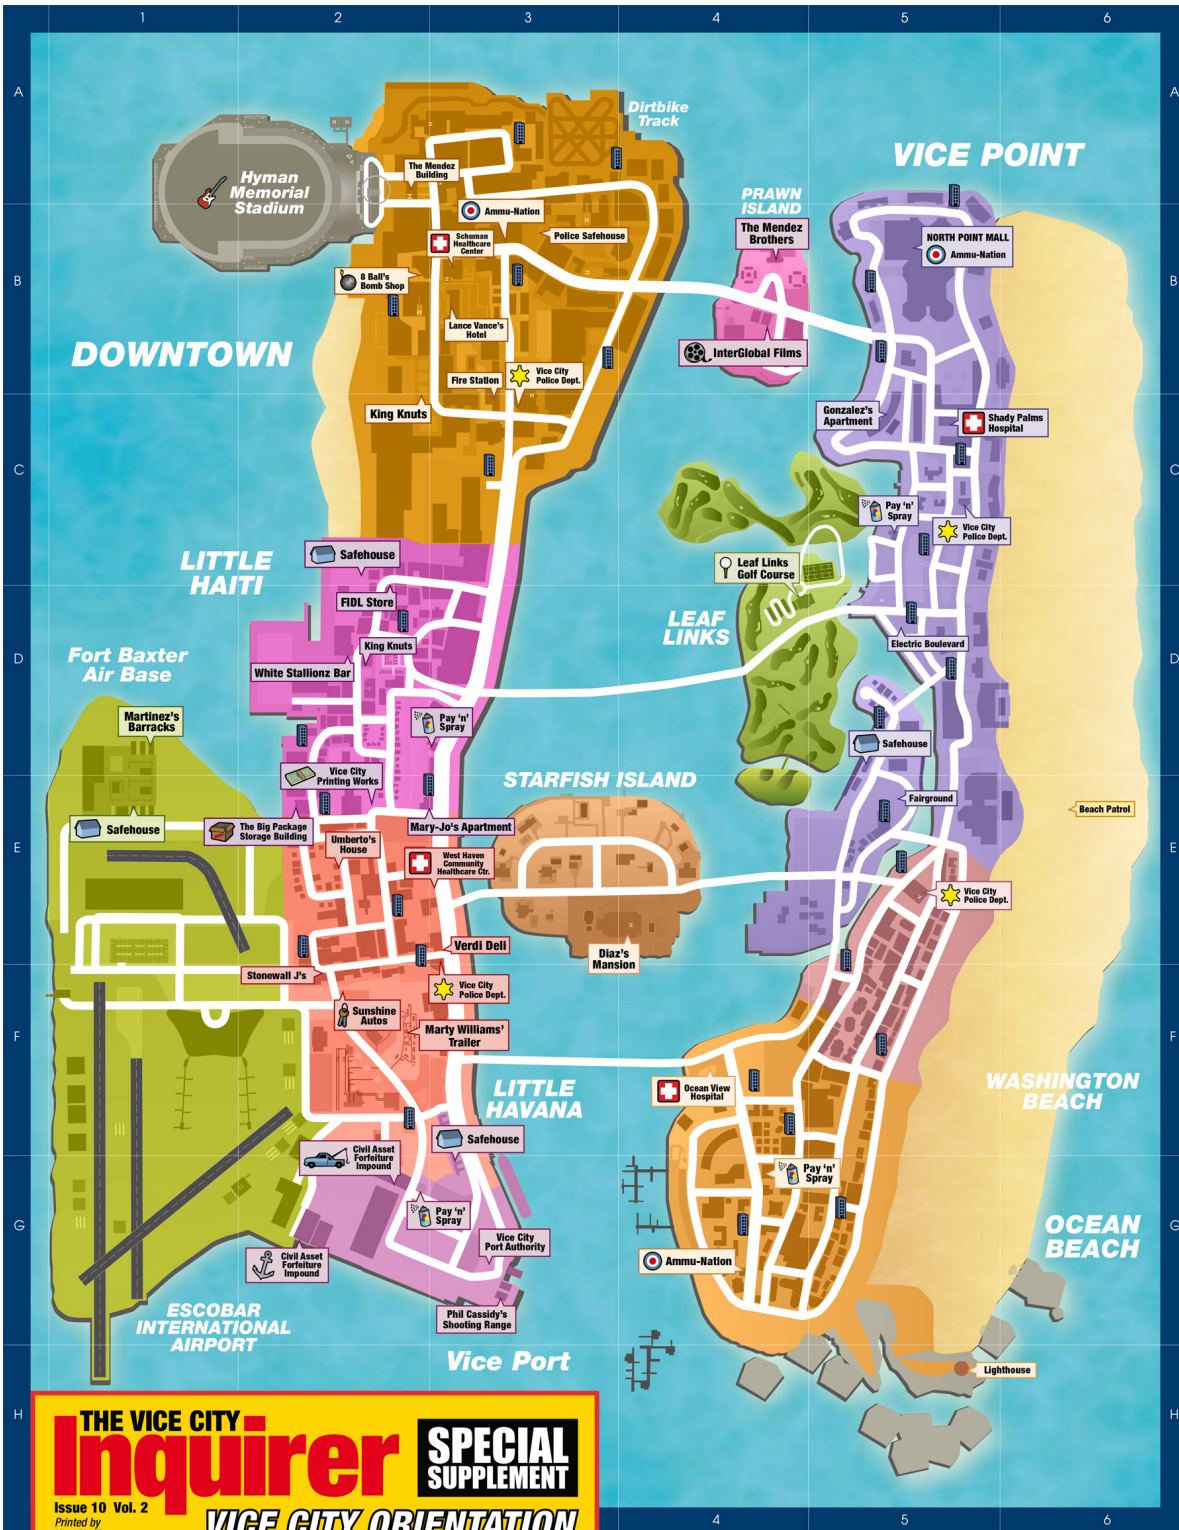 1 2 3 4 5 6
A
A
Dirtbike
Track
VICE POINT
Hyman
Memorial
Stadium
The Mendez
Building
PRAWN
ISLAND
Ammu-Nation
The Mendez
Brothers
Police Safehouse
Schuman
Healthcare
Center
NORTH POINT MALL
Ammu-Nation
B
B
8 Ball's
Bomb Shop
Lance Vance's
Hotel
DOWNTOWN
InterGlobal Films
Fire Station
Vice City
Police Dept.
King Knuts
Gonzalez's
Apartment
Shady Palms
Hospital
C
C
Pay 'n'
Spray
Vice City
Police Dept.
LITTLE
HAITI
Safehouse
Leaf Links
Golf Course
FIDL Store
LEAF
LINKS
King Knuts
Electric Boulevard
D
D
Fort Baxter
Air Base
White Stallionz Bar
Martinez's
Barracks
Pay 'n'
Spray
Safehouse
Vice City
Printing Works
STARFISH ISLAND
Fairground
Beach Patrol
Safehouse
The Big Package
Storage Building
Mary-Jo's Apartment
Umberto's
House
E
E
West Haven
Community
Healthcare Ctr.
Vice City
Police Dept.
Verdi Deli
Diaz's
Mansion
Stonewall J's
Vice City
Police Dept.
Sunshine
Autos
Marty Williams'
Trailer
F
F
Ocean View
Hospital
LITTLE
HAVANA
WASHINGTON
BEACH
Safehouse
Civil Asset
Forfeiture
Impound
Pay 'n'
Spray
Pay 'n'
Spray
G
G
OCEAN
BEACH
Vice City
Port Authority
Civil Asset
Forfeiture
Impound
Ammu-Nation
Phil Cassidy's
Shooting Range
ESCOBAR
INTERNATIONAL
AIRPORT
Vice Port
Lighthouse
H
H
THE VICE CITY
Inquirer
SPECIAL
SUPPLEMENT
Issue 10 Vol. 2
Printed by
VICE CITY ORIENTATION
4 5 6